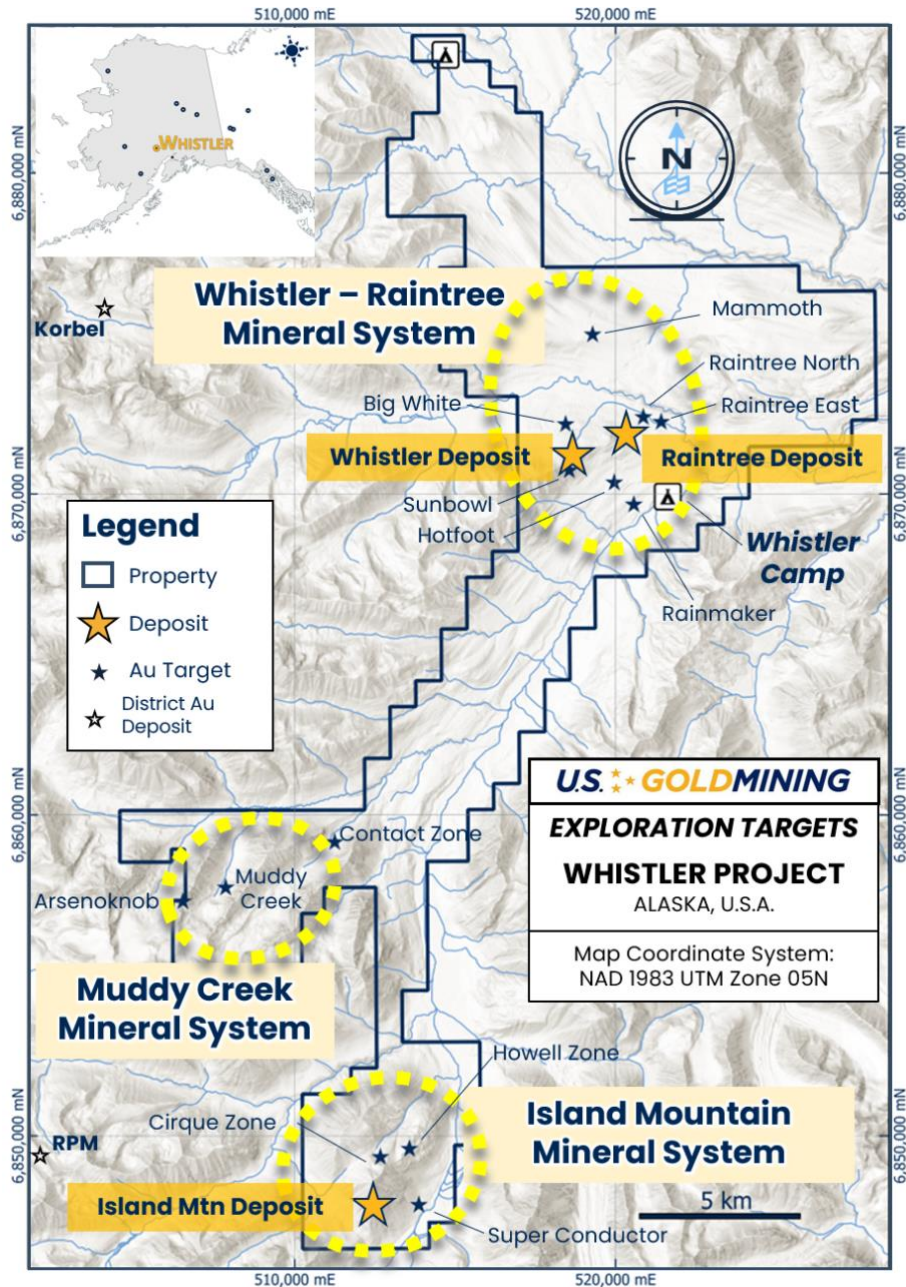 510,000 mE
520,000 mE
WHISTLER
N
6,880,000 mN
6,880,000 mN
Whistler – Raintree
Mineral System
Korbel
Mammoth
Raintree North
Big White
Raintree East
Whistler Deposit
Raintree Deposit
6,870,000 mN
6,870,000 mN
Sunbowl
Hotfoot
Whistler
Camp
Rainmaker
Legend
Property
Deposit
Au Target
District Au
Deposit
U.S. GOLDMINING
EXPLORATION TARGETS
WHISTLER PROJECT
ALASKA, U.S.A.
Map Coordinate System:
NAD 1983 UTM Zone 05N
6,860,000 mN
6,860,000 mN
Contact Zone
Muddy
Creek
Arsenoknob
Muddy Creek
Mineral System
Howell Zone
Cirque Zone
Island Mountain
Mineral System
RPM
6,850,000 mN
6,850,000 mN
Island Mtn Deposit
5 km
Super Conductor
510,000 mE
520,000 mE